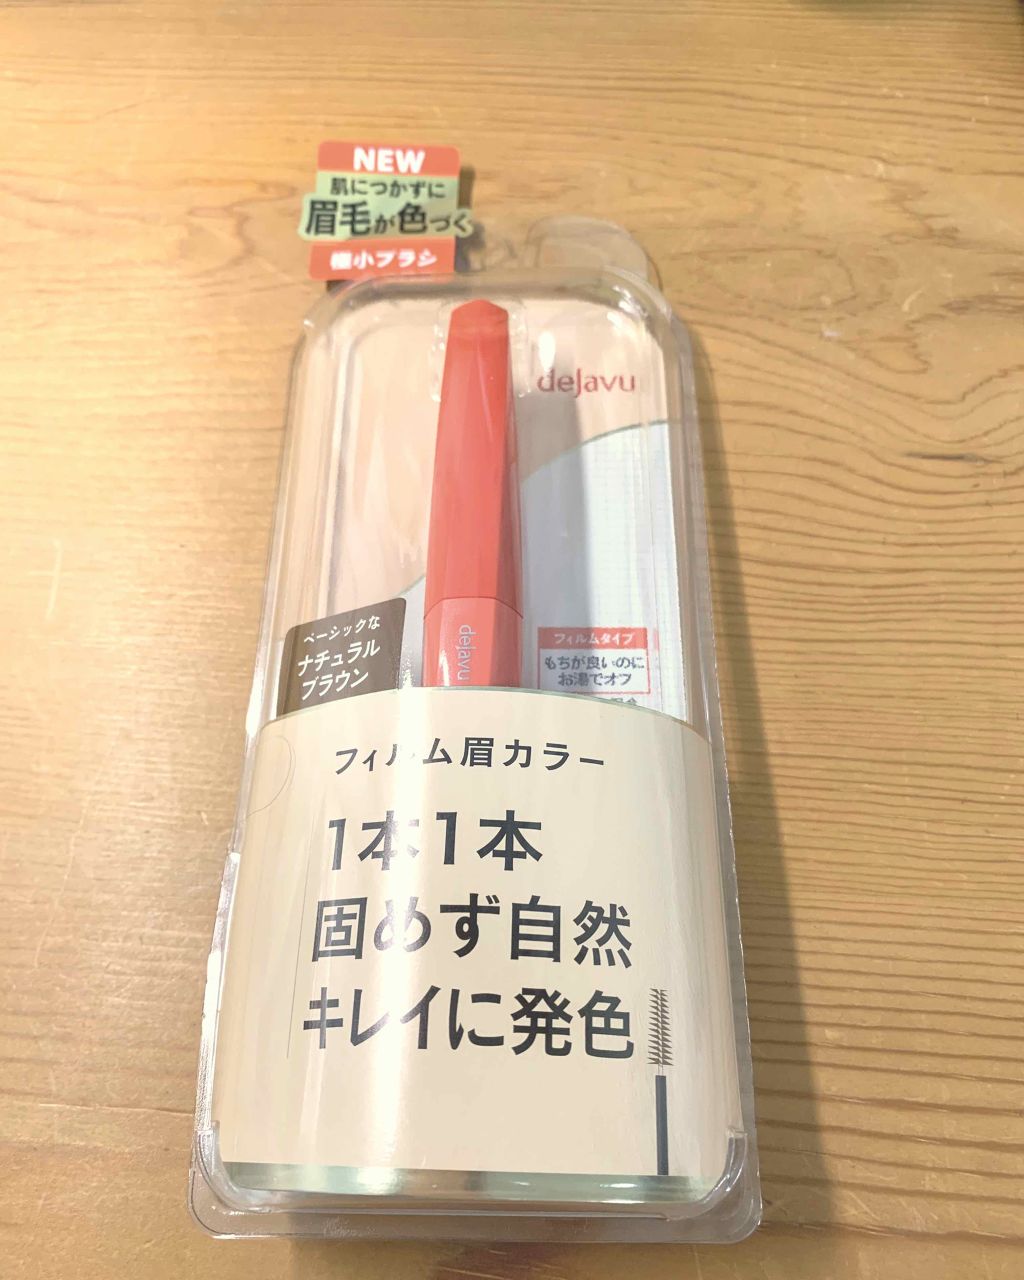 NEW
肌につかずに
眉毛が色づく
極小ブラシ
dejavu
ベーシックな
ナチュラル
ブラウン
dejavu
フィルムタイプ
もちが良いのに
お湯でオフ
フィルム眉カラー
1本1本
固めず自然
キレイに発色